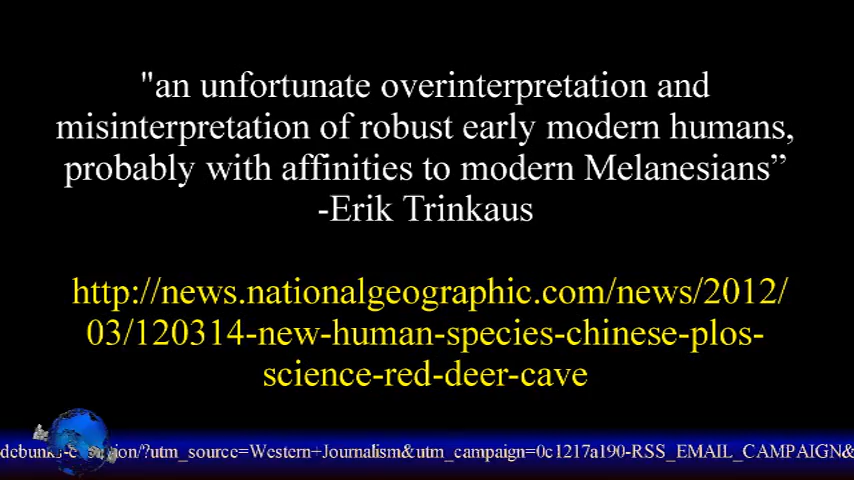 "an unfortunate overinterpretation and
misinterpretation of robust early modern humans,
probably with affinities to modern Melanesians”
-Erik Trinkaus
http://news.nationalgeographic.com/news/2012/
03/120314-new-human-species-chinese-plos-
science-red-deer-cave
/?utm_source=Western+Journalism&utm_campaign=0c1217a190-RSS_EMAIL_CAMPAIGN&